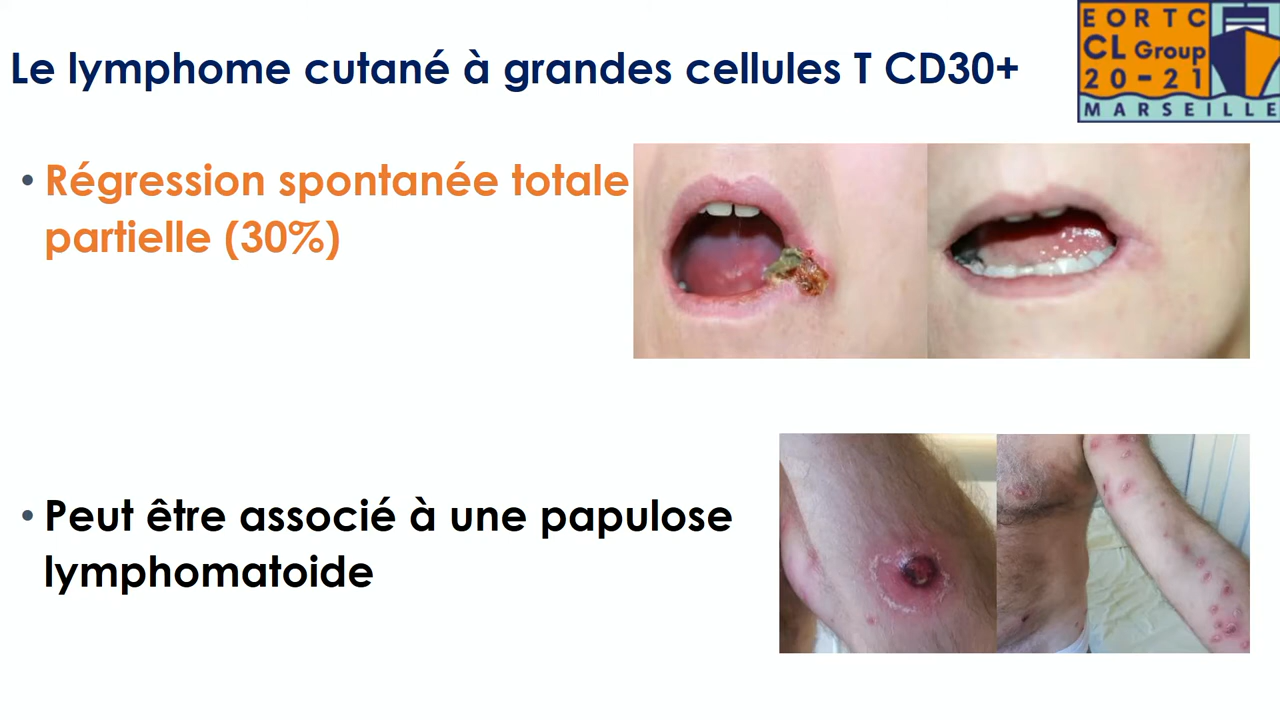 Le lymphome cutané à grandes cellules T CD30+
EORTC
CL Group
20-21
MARSEILLE
• Régression spontanée totale
partielle (30%)
• Peut être associé à une papulose
lymphomatoide